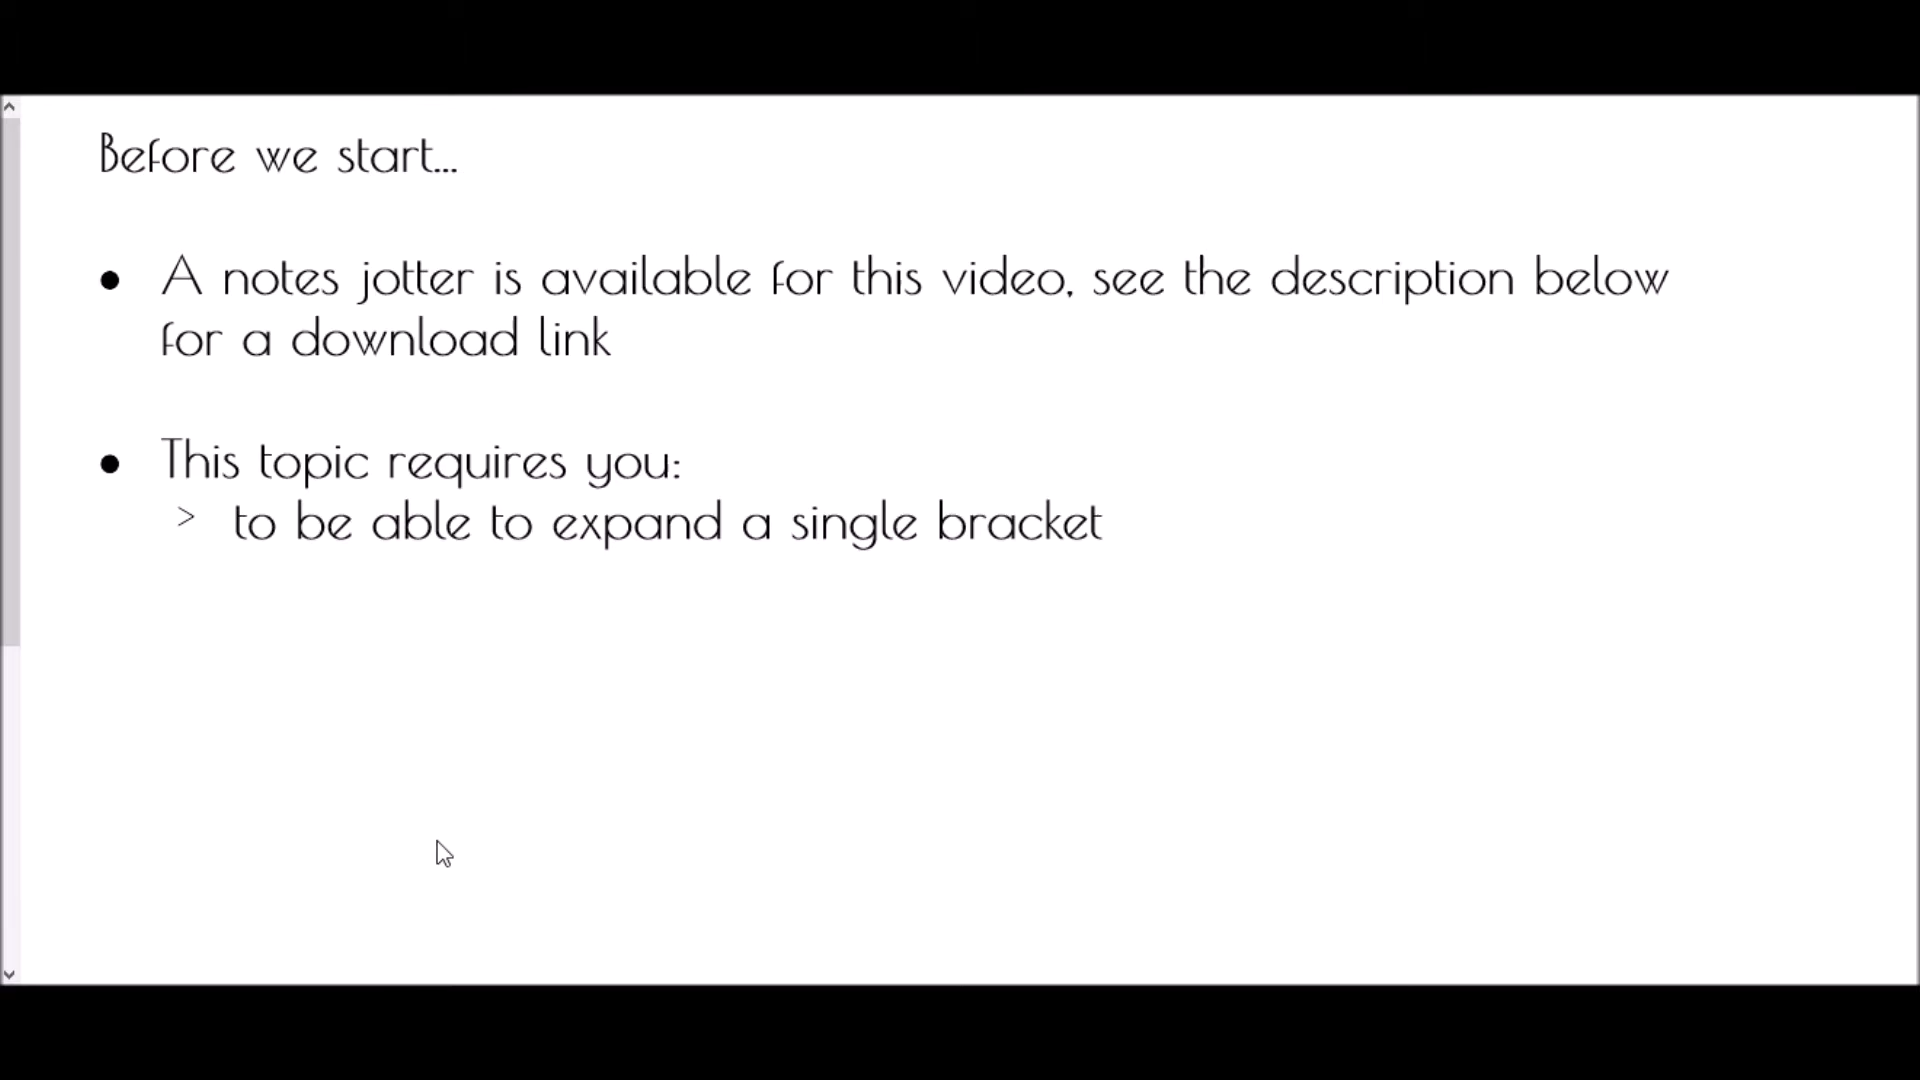 Before we start...
● A notes jotter is available for this video, see the description below
for a download link
● This topic requires you:
> to be able to expand a single bracket